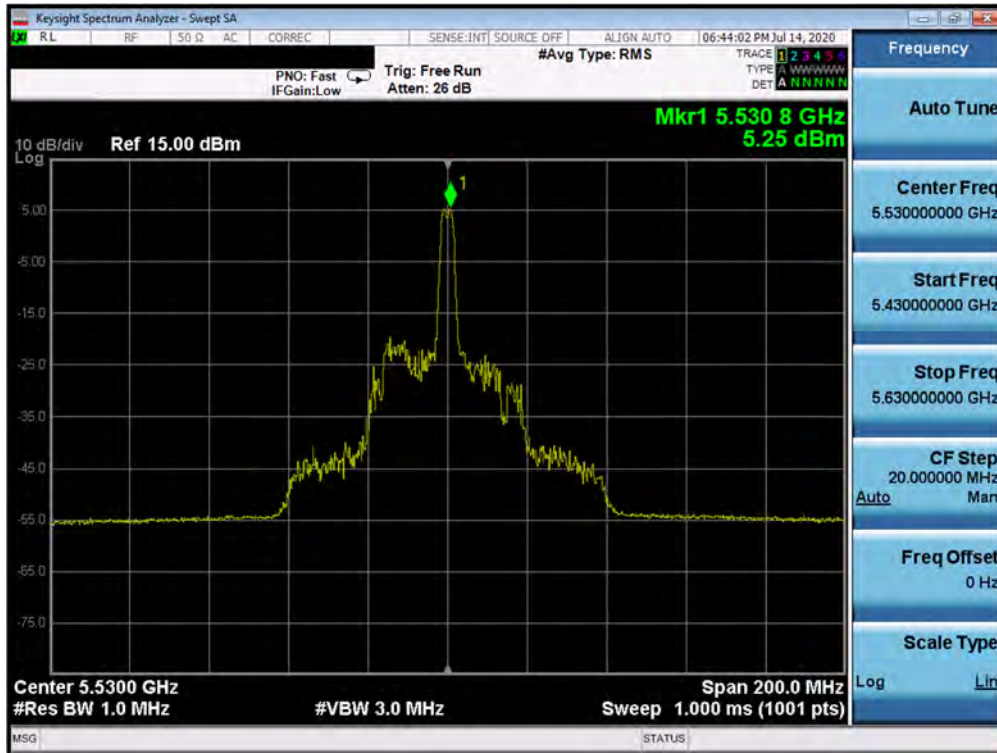 Keysight Spectrum Analyzer - Swept SA
LXI RL RF 50 Ω AC CORREC SENSE:INT SOURCE OFF ALIGN AUTO 06:44:02 PM Jul 14, 2020
#Avg Type: RMS
TRACE 1 2 3 4 5 6
PNO: Fast Trig: Free Run
TYPE A WWWWW
IFGain:Low Atten: 26 dB
DET A N N N N N
Mkr1 5.530 8 GHz
5.25 dBm
10 dB/div Ref 15.00 dBm
Log
1
5.00
-5.00
-15.0
-25.0
-35.0
-45.0
-55.0
-65.0
-75.0
Center 5.5300 GHz Span 200.0 MHz
#Res BW 1.0 MHz #VBW 3.0 MHz Sweep 1.000 ms (1001 pts)
MSG STATUS
Frequency
Auto Tune
Center Freq
5.530000000 GHz
Start Freq
5.430000000 GHz
Stop Freq
5.630000000 GHz
CF Step
20.000000 MHz
Auto Man
Freq Offset
0 Hz
Scale Type
Log Lin